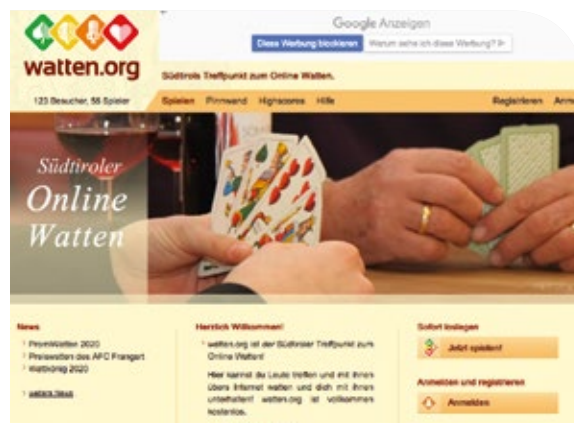 Google Anzeigen
Diese Werbung blockieren
Warum sehe ich diese Werbung?
watten.org
Südtirols Treffpunkt zum Online Watten.
123 Besucher, 58 Spieler
Spielen Pinnwand Highscores Hilfe
Registrieren
Südtiroler
Online
Watten
News
PromiWatten 2020
Preiswatten des AFC Frangart
Wattkönig 2020
weitere News
Herzlich Willkommen!
watten.org ist der Südtiroler Treffpunkt zum
Online Watten!
Hier kannst du Leute treffen und mit ihnen
übers Internet watten und dich mit ihnen
unterhalten! watten.org ist vollkommen
kostenlos.
Sofort loslegen
Jetzt spielen!
Anmelden und registrieren
Anmelden